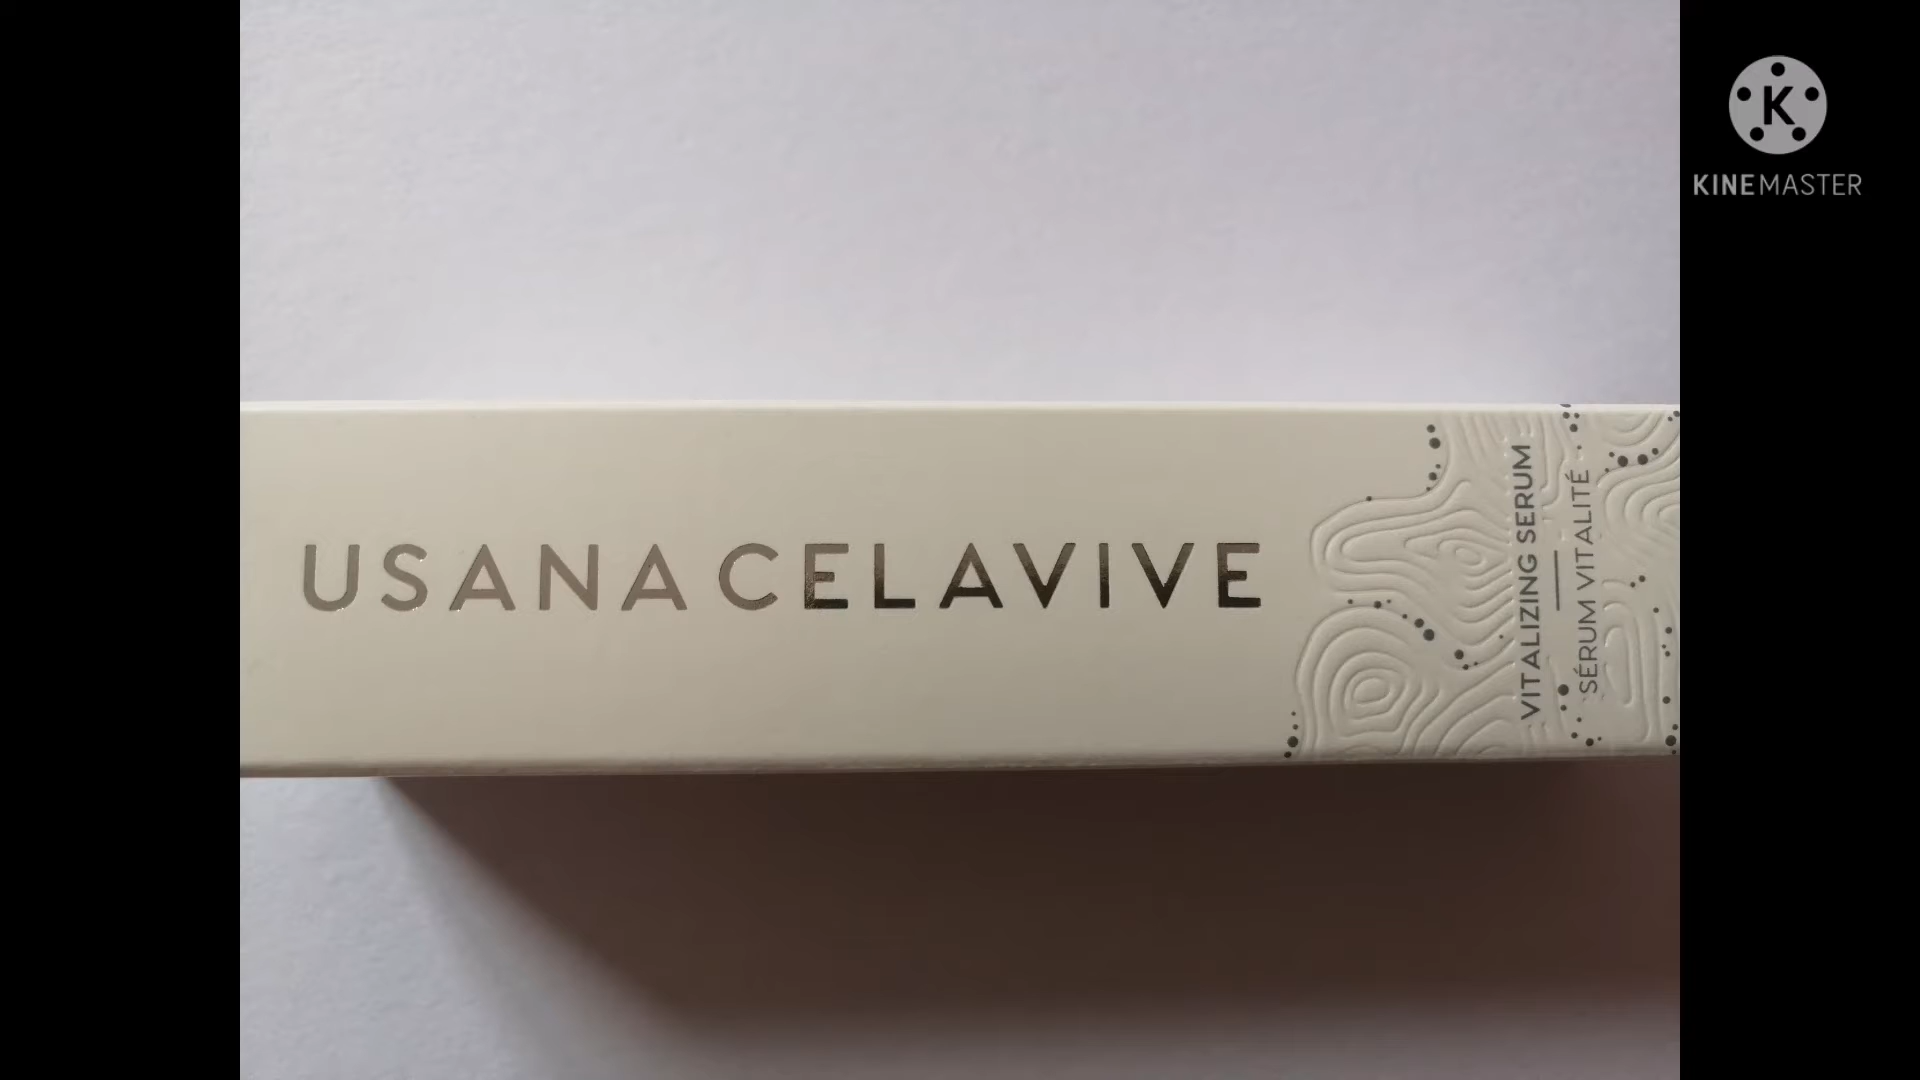 USANA CELAVIVE
VITALIZING SERUM
SÉRUM VITALITÉ
K
KINEMASTER